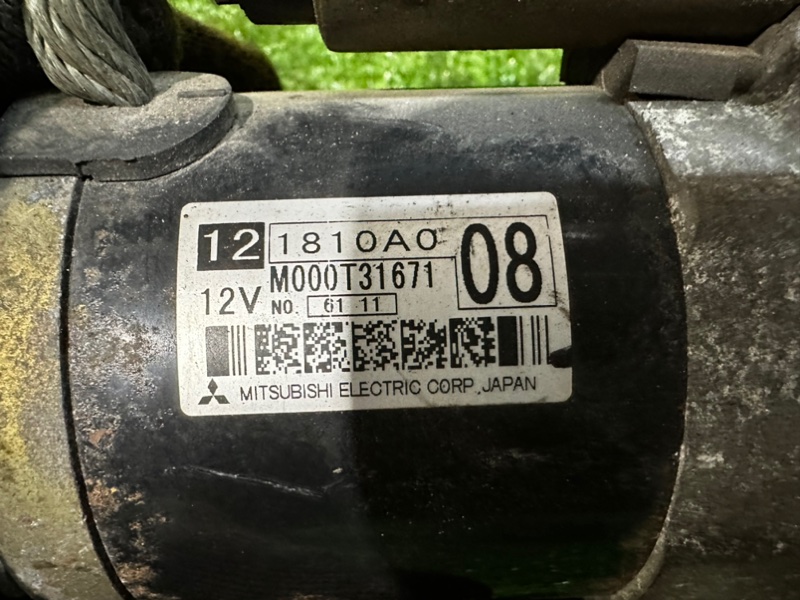 12 1810A0 08
M000T31671
12V NO. 61 11
MITSUBISHI ELECTRIC CORP. JAPAN